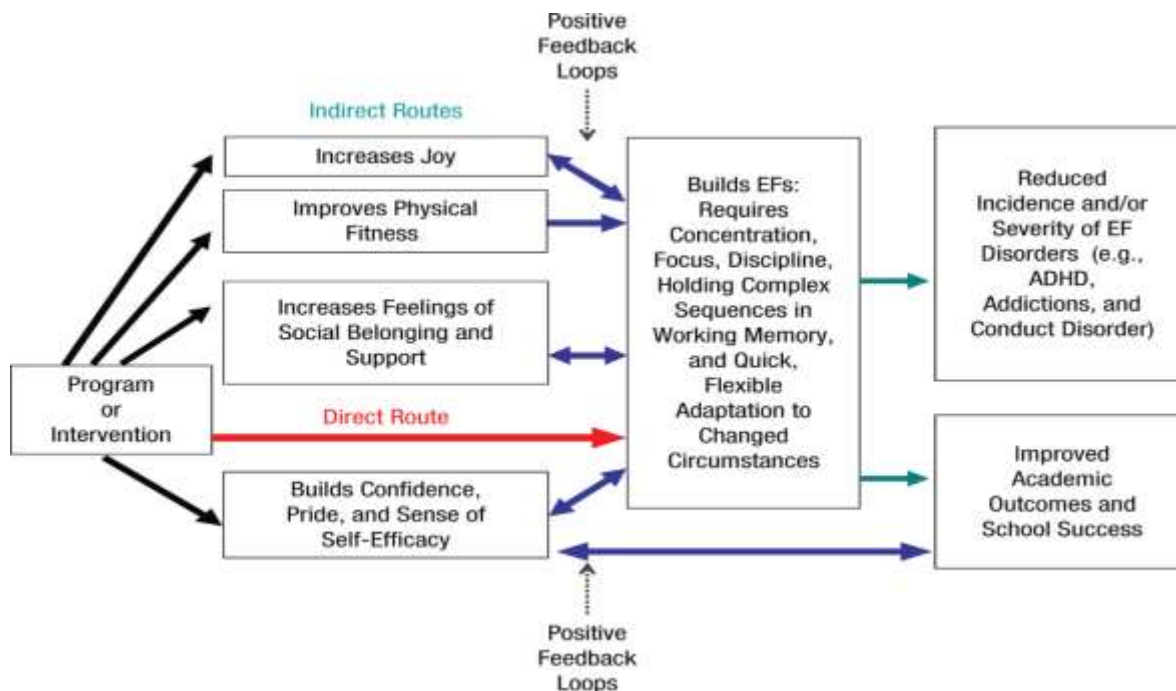 Positive
Feedback
Loops
Indirect Routes
Increases Joy
Improves Physical
Fitness
Increases Feelings of
Social Belonging and
Support
Program
or
Intervention
Direct Route
Builds Confidence,
Pride, and Sense of
Self-Efficacy
Builds EFs:
Requires
Concentration,
Focus, Discipline,
Holding Complex
Sequences in
Working Memory,
and Quick,
Flexible
Adaptation to
Changed
Circumstances
Reduced
Incidence and/or
Severity of EF
Disorders (e.g.,
ADHD,
Addictions, and
Conduct Disorder)
Improved
Academic
Outcomes and
School Success
Positive
Feedback
Loops